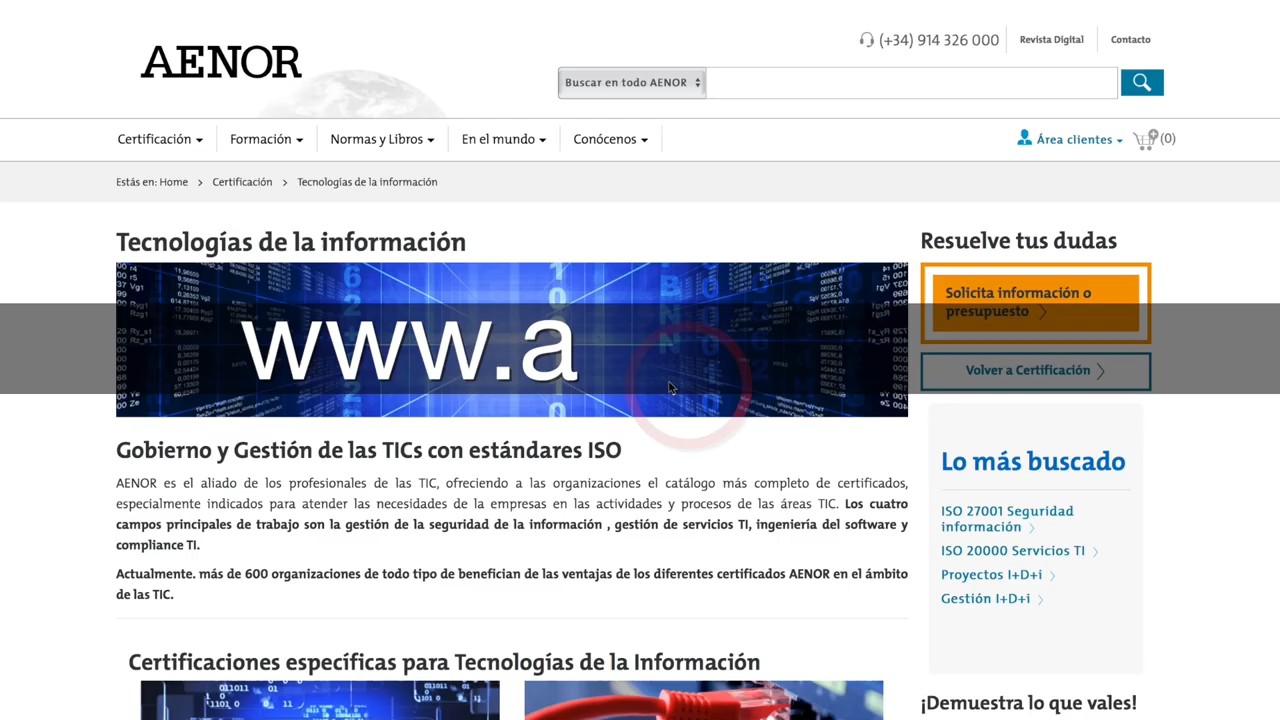 AENOR
(+34) 914 326 000
Revista Digital
Contacto
Buscar en todo AENOR
Certificación
Formación
Normas y Libros
En el mundo
Conócenos
Área clientes
(0)
Estás en: Home > Certificación > Tecnologías de la información
Tecnologías de la información
www.a
Gobierno y Gestión de las TICs con estándares ISO
AENOR es el aliado de los profesionales de las TIC, ofreciendo a las organizaciones el catálogo más completo de certificados,
especialmente indicados para atender las necesidades de la empresas en las actividades y procesos de las áreas TIC. Los cuatro
campos principales de trabajo son la gestión de la seguridad de la información , gestión de servicios TI, ingeniería del software y
compliance TI.
Actualmente. más de 600 organizaciones de todo tipo de benefician de las ventajas de los diferentes certificados AENOR en el ámbito
de las TIC.
Certificaciones específicas para Tecnologías de la Información
Resuelve tus dudas
Solicita información o
presupuesto
Volver a Certificación
Lo más buscado
ISO 27001 Seguridad
información
ISO 20000 Servicios TI
Proyectos I+D+i
Gestión I+D+i
¡Demuestra lo que vales!